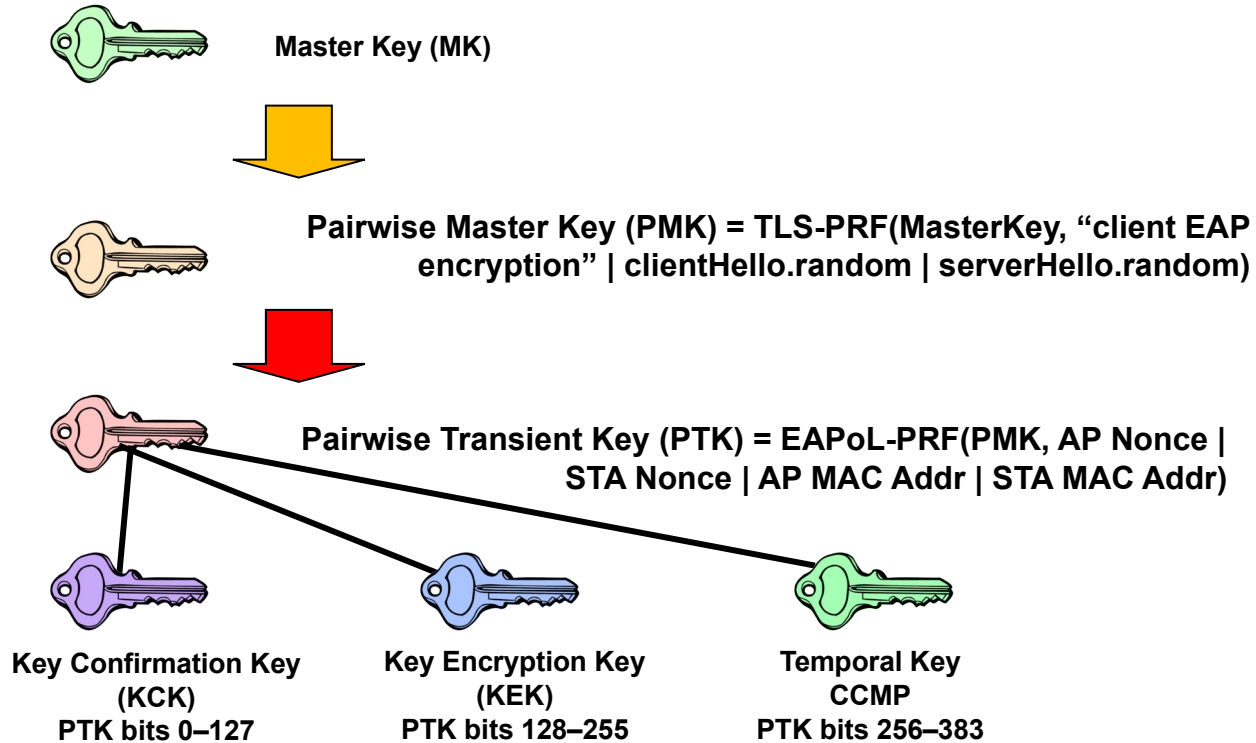 Master Key (MK)
Pairwise Master Key (PMK) = TLS-PRF(MasterKey, “client EAP
encryption” | clientHello.random | serverHello.random)
Pairwise Transient Key (PTK) = EAPoL-PRF(PMK, AP Nonce |
STA Nonce | AP MAC Addr | STA MAC Addr)
Key Confirmation Key
(KCK)
PTK bits 0–127
Key Encryption Key
(KEK)
PTK bits 128–255
Temporal Key
CCMP
PTK bits 256–383